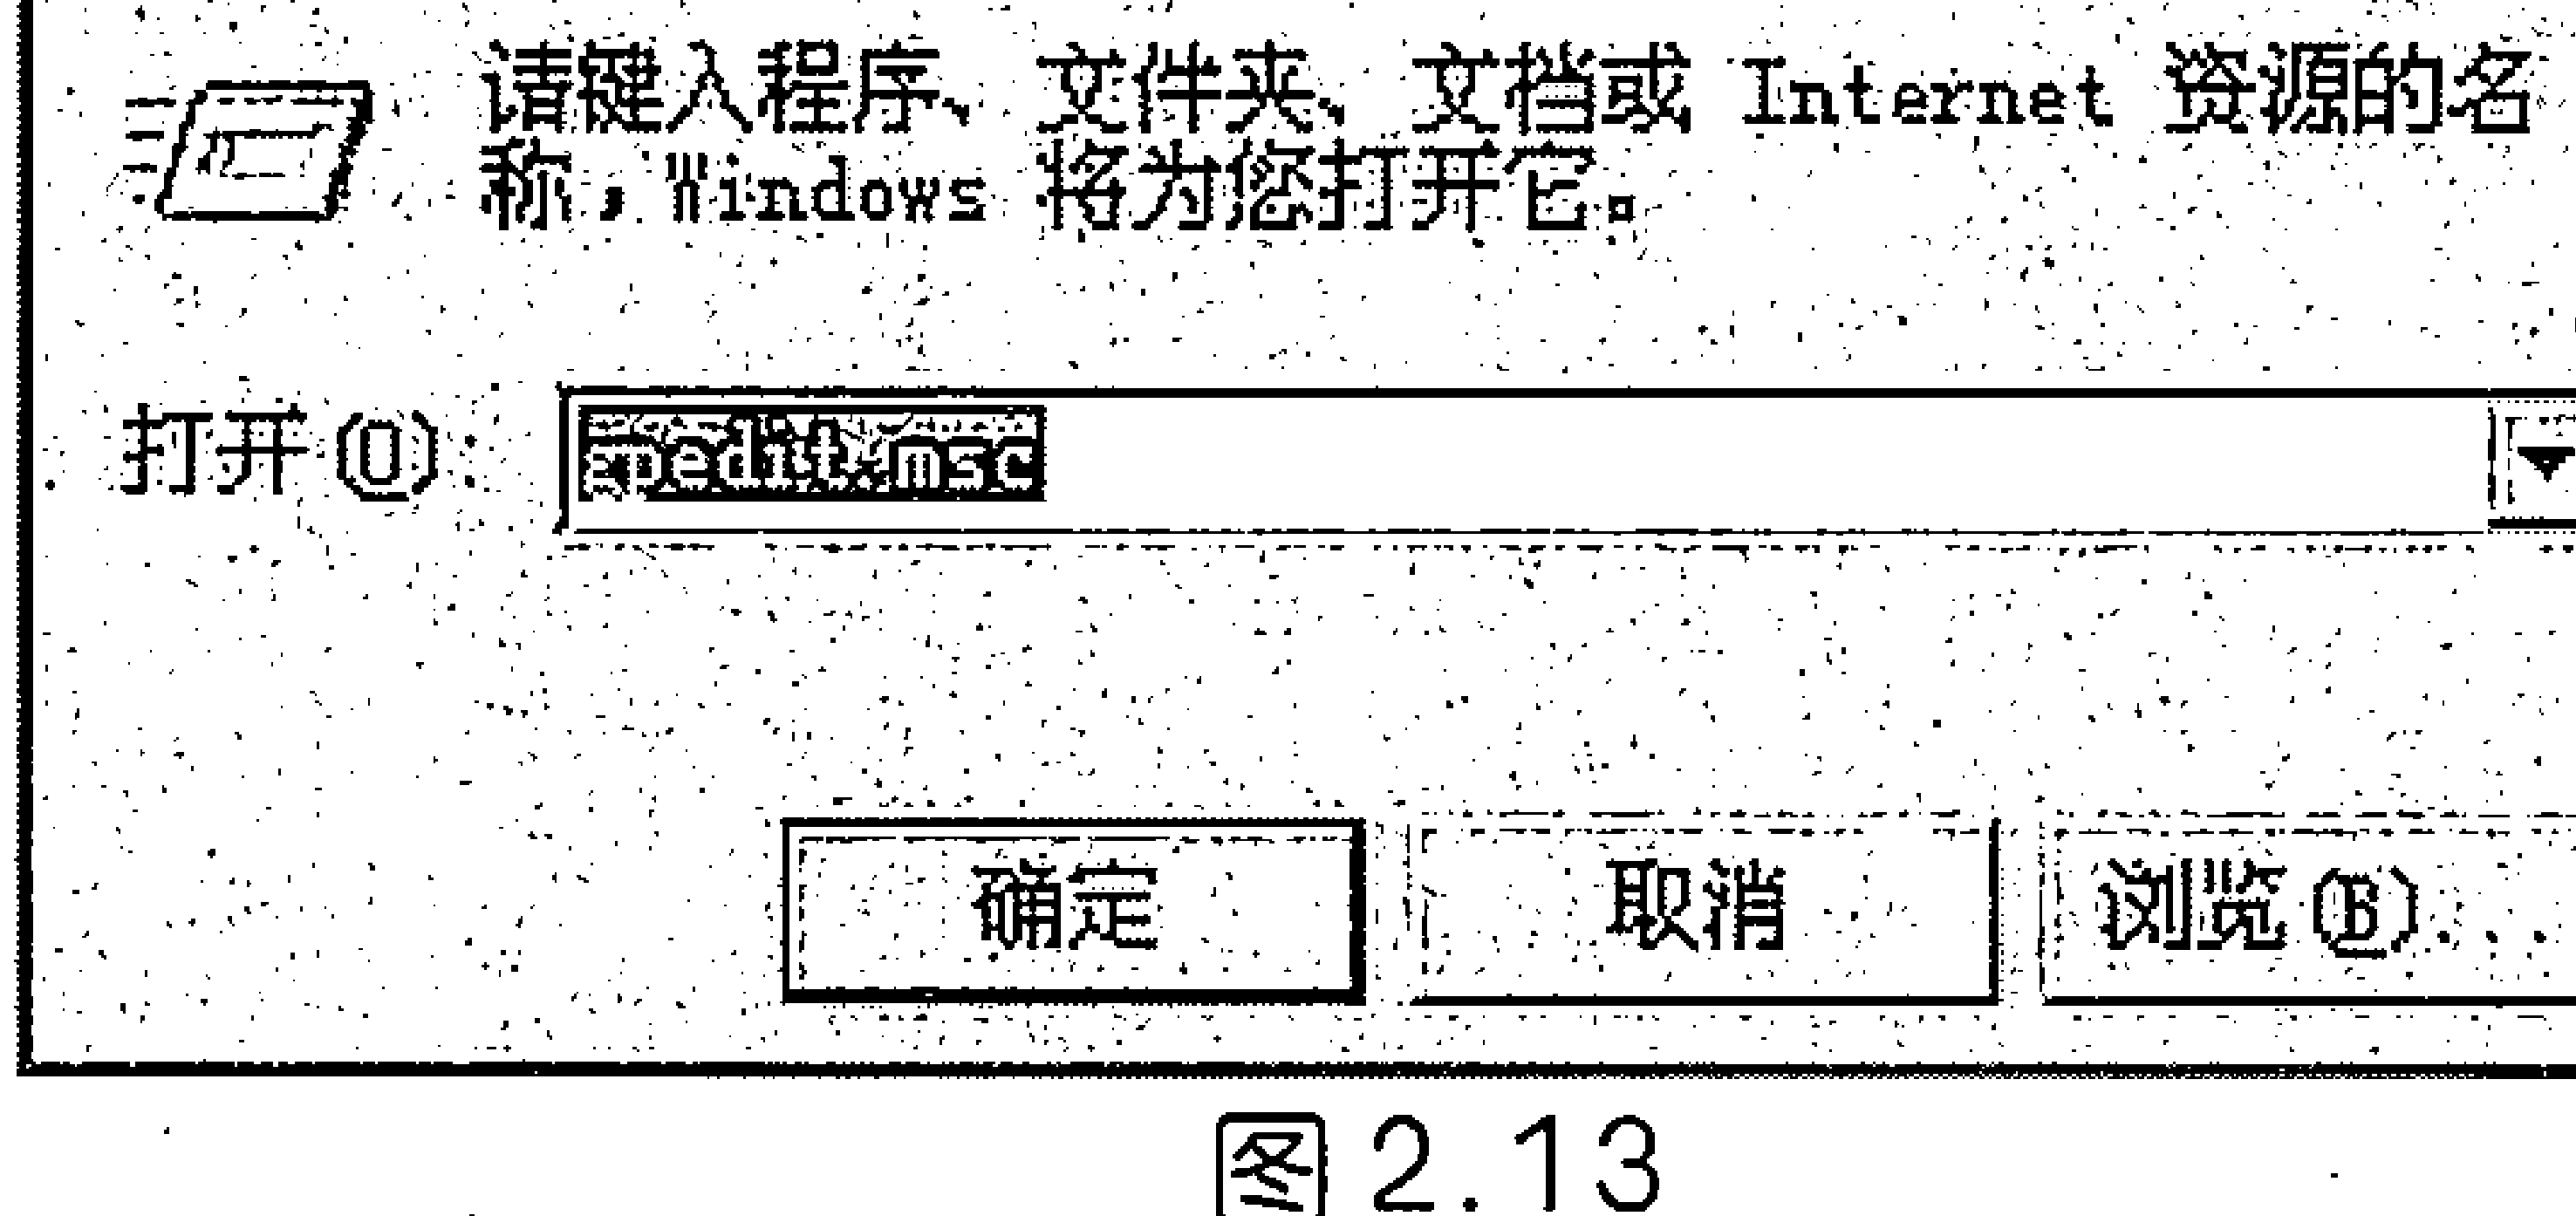 请键入程序、文件夹、文档或 Internet 资源的名
称，Windows 将为您打开它。
打开(O):
gpedit.msc
确定
取消
浏览(B)...
图 2.13